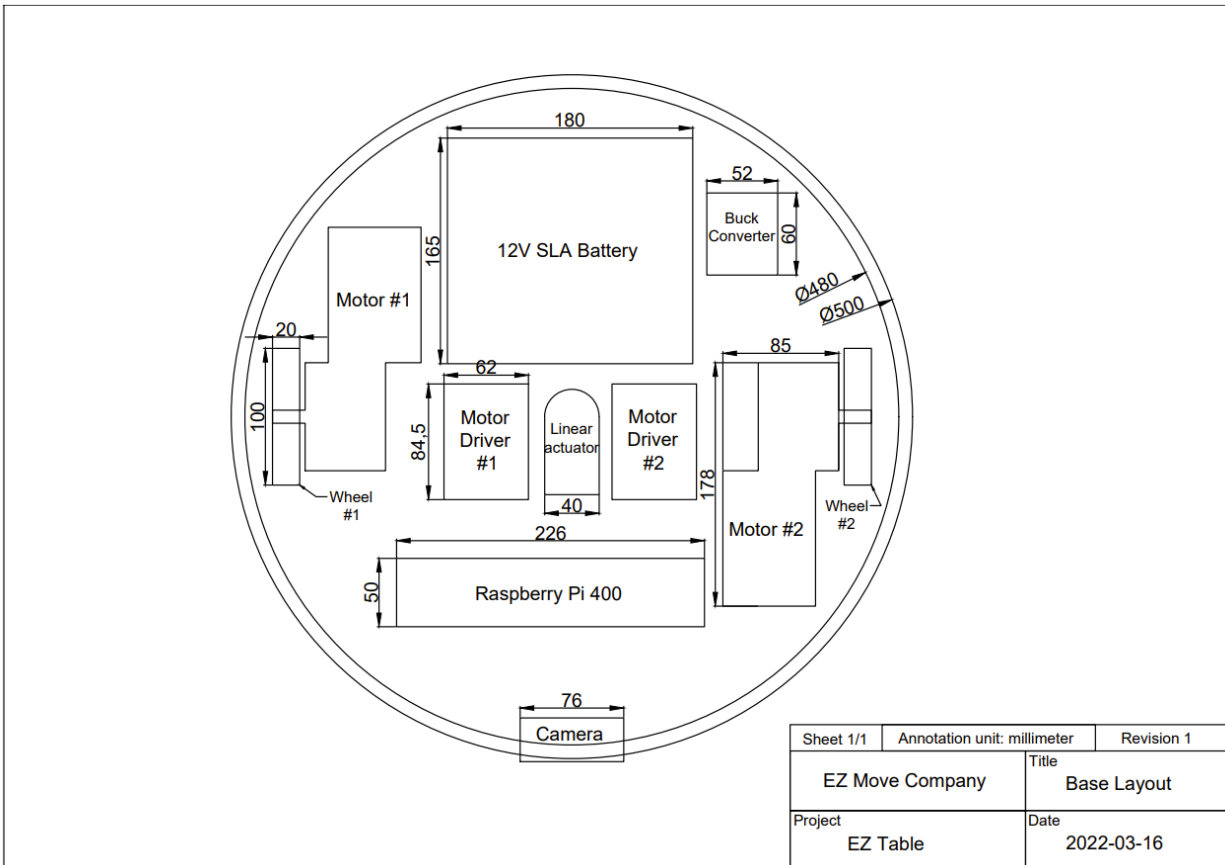 180
52
Buck
Converter
60
165
12V SLA Battery
Ø480
Ø500
Motor #1
20
85
62
100
84,5
Motor
Driver
#1
Linear
actuator
Motor
Driver
#2
178
Wheel
#1
40
Wheel
#2
Motor #2
226
50
Raspberry Pi 400
76
Camera
Sheet 1/1
Annotation unit: millimeter
Revision 1
EZ Move Company
Title
Base Layout
Project
EZ Table
Date
2022-03-16